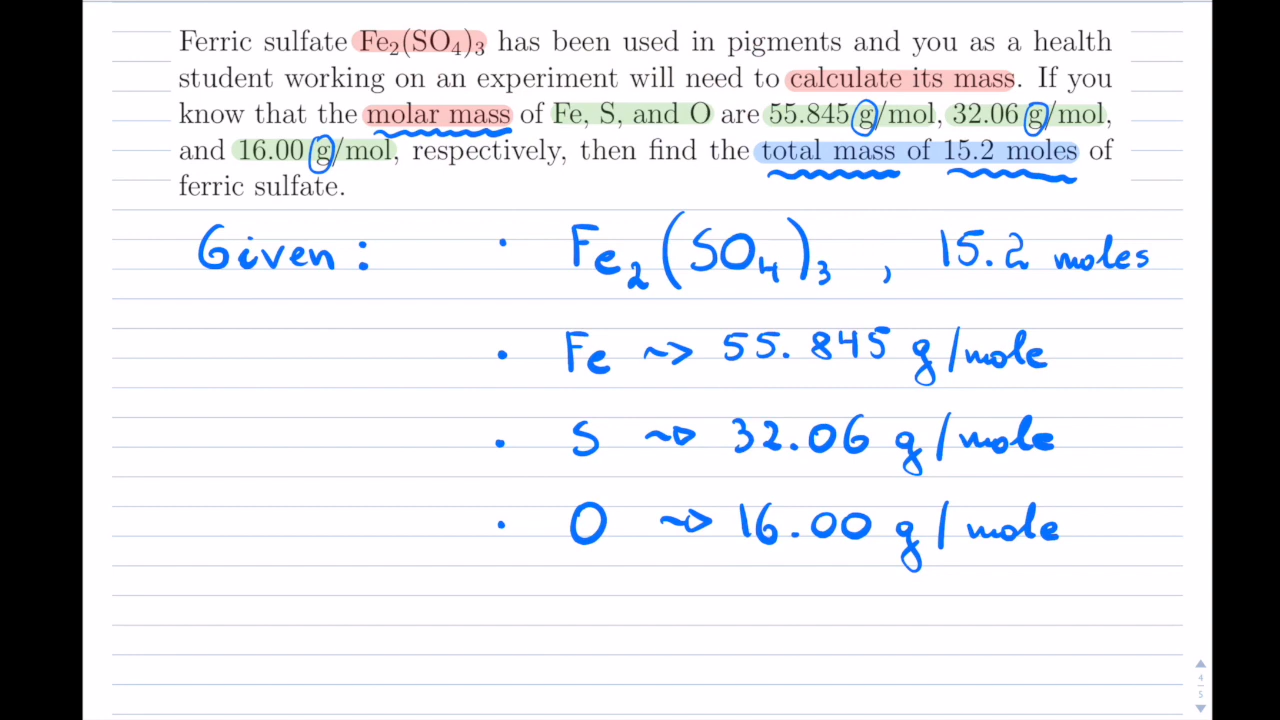 Ferric sulfate Fe₂(SO₄)₃ has been used in pigments and you as a health
student working on an experiment will need to calculate its mass. If you
know that the molar mass of Fe, S, and O are 55.845 g/mol, 32.06 g/mol,
and 16.00 g/mol, respectively, then find the total mass of 15.2 moles of
ferric sulfate.
Given : • Fe₂(SO₄)₃ , 15.2 moles
• Fe ~> 55.845 g/mole
• S ~> 32.06 g/mole
• O ~> 16.00 g/mole
4
5